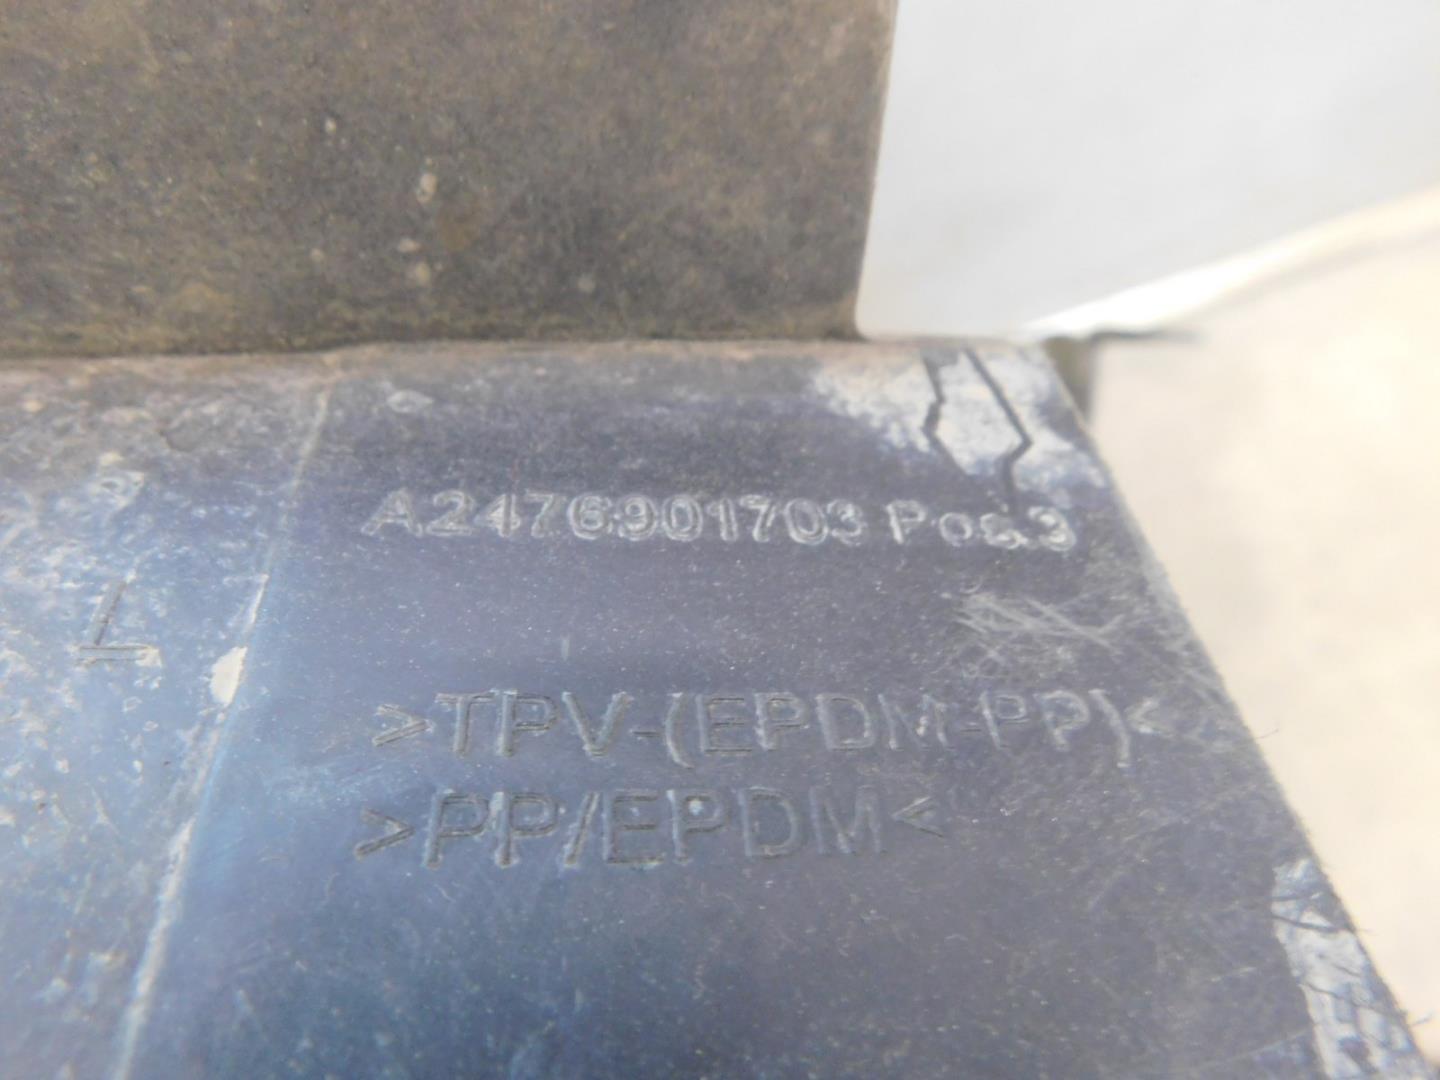 A2476901703 Pos.3
>TPV-(EPDM-PP)<
>PP/EPDM<